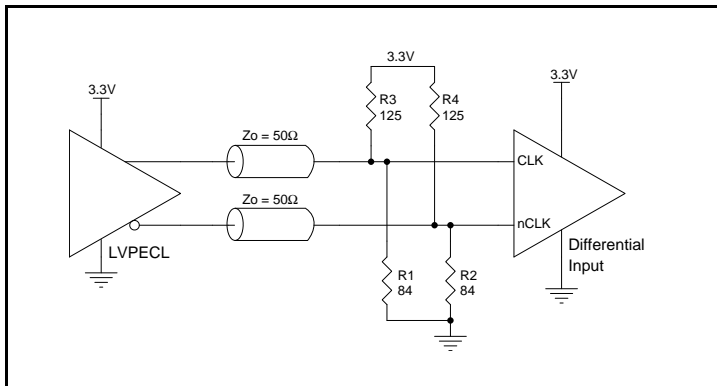 3.3V
3.3V
3.3V
R3
125
R4
125
Zo = 50Ω
CLK
Zo = 50Ω
nCLK
LVPECL
Differential
Input
R1
84
R2
84